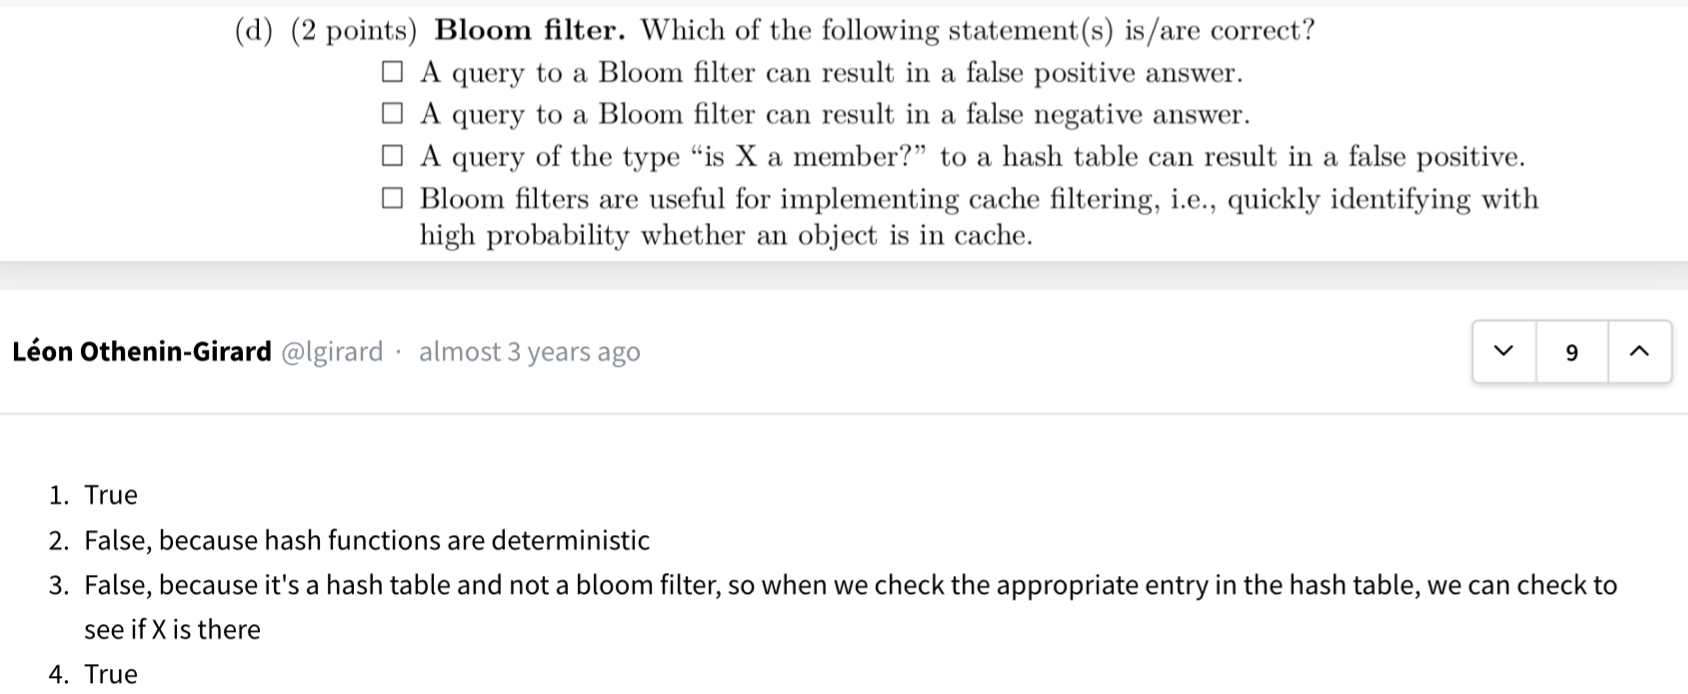 (d) (2 points) Bloom filter. Which of the following statement(s) is/are correct?
☐ A query to a Bloom filter can result in a false positive answer.
☐ A query to a Bloom filter can result in a false negative answer.
☐ A query of the type “is X a member?” to a hash table can result in a false positive.
☐ Bloom filters are useful for implementing cache filtering, i.e., quickly identifying with
high probability whether an object is in cache.
Léon Othenin-Girard @lgirard · almost 3 years ago 9
1. True
2. False, because hash functions are deterministic
3. False, because it's a hash table and not a bloom filter, so when we check the appropriate entry in the hash table, we can check to
see if X is there
4. True